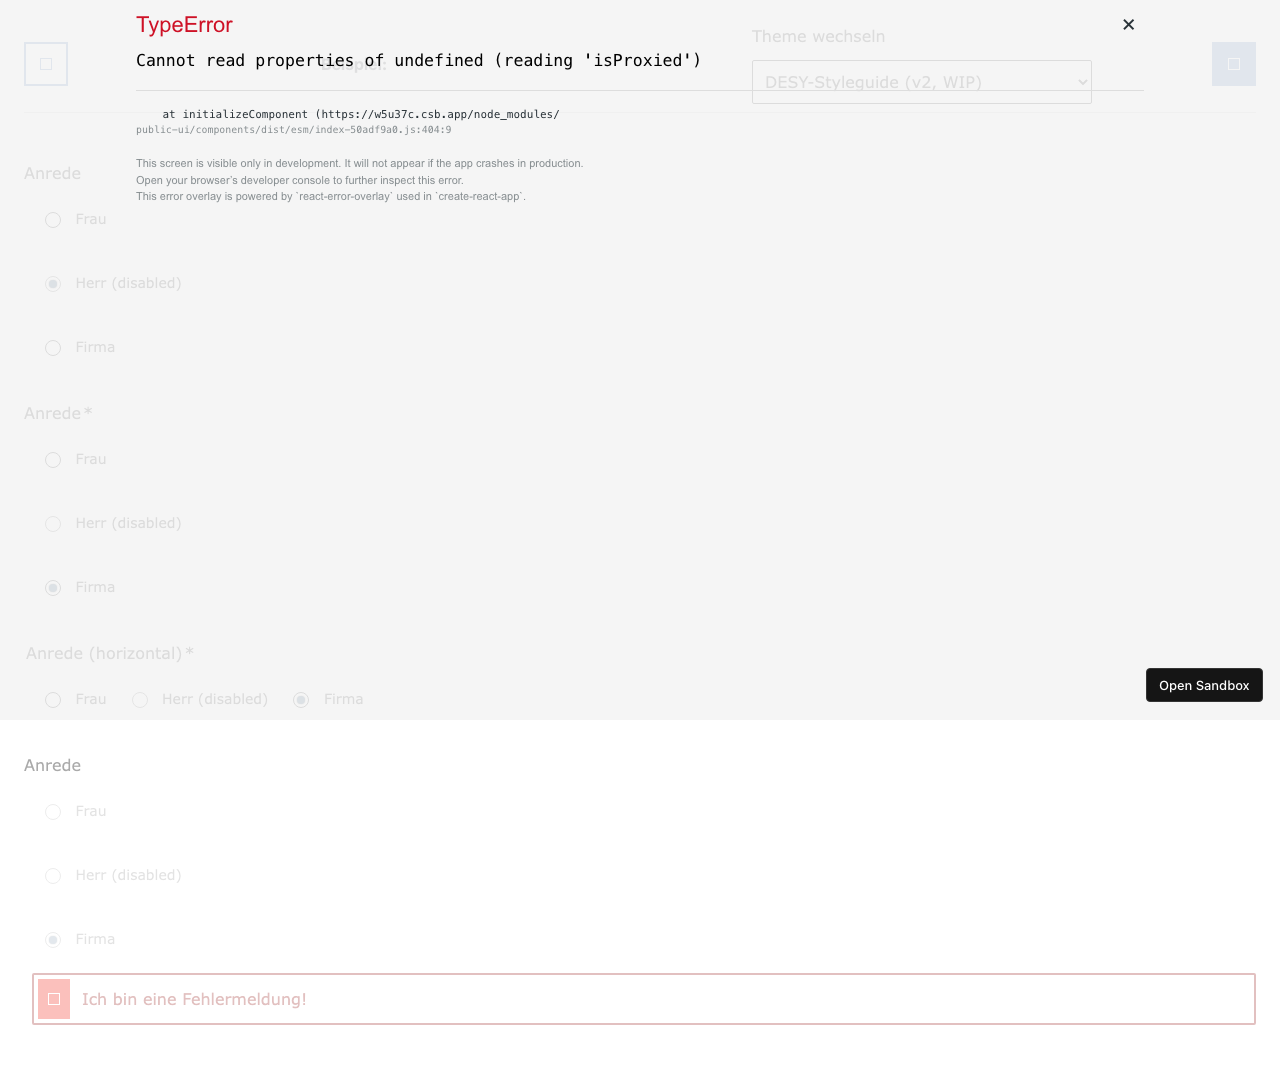 TypeError
Cannot read properties of undefined (reading 'isProxied')
at initializeComponent (https://w5u37c.csb.app/node_modules/
public-ui/components/dist/esm/index-50adf9a0.js:404:9
This screen is visible only in development. It will not appear if the app crashes in production.
Open your browser's developer console to further inspect this error.
This error overlay is powered by `react-error-overlay` used in `create-react-app`.
Beispiel:
Theme wechseln
DESY-Styleguide (v2, WIP)
Anrede
Frau
Herr (disabled)
Firma
Anrede*
Frau
Herr (disabled)
Firma
Anrede (horizontal)*
Frau Herr (disabled) Firma
Open Sandbox
Anrede
Frau
Herr (disabled)
Firma
Ich bin eine Fehlermeldung!